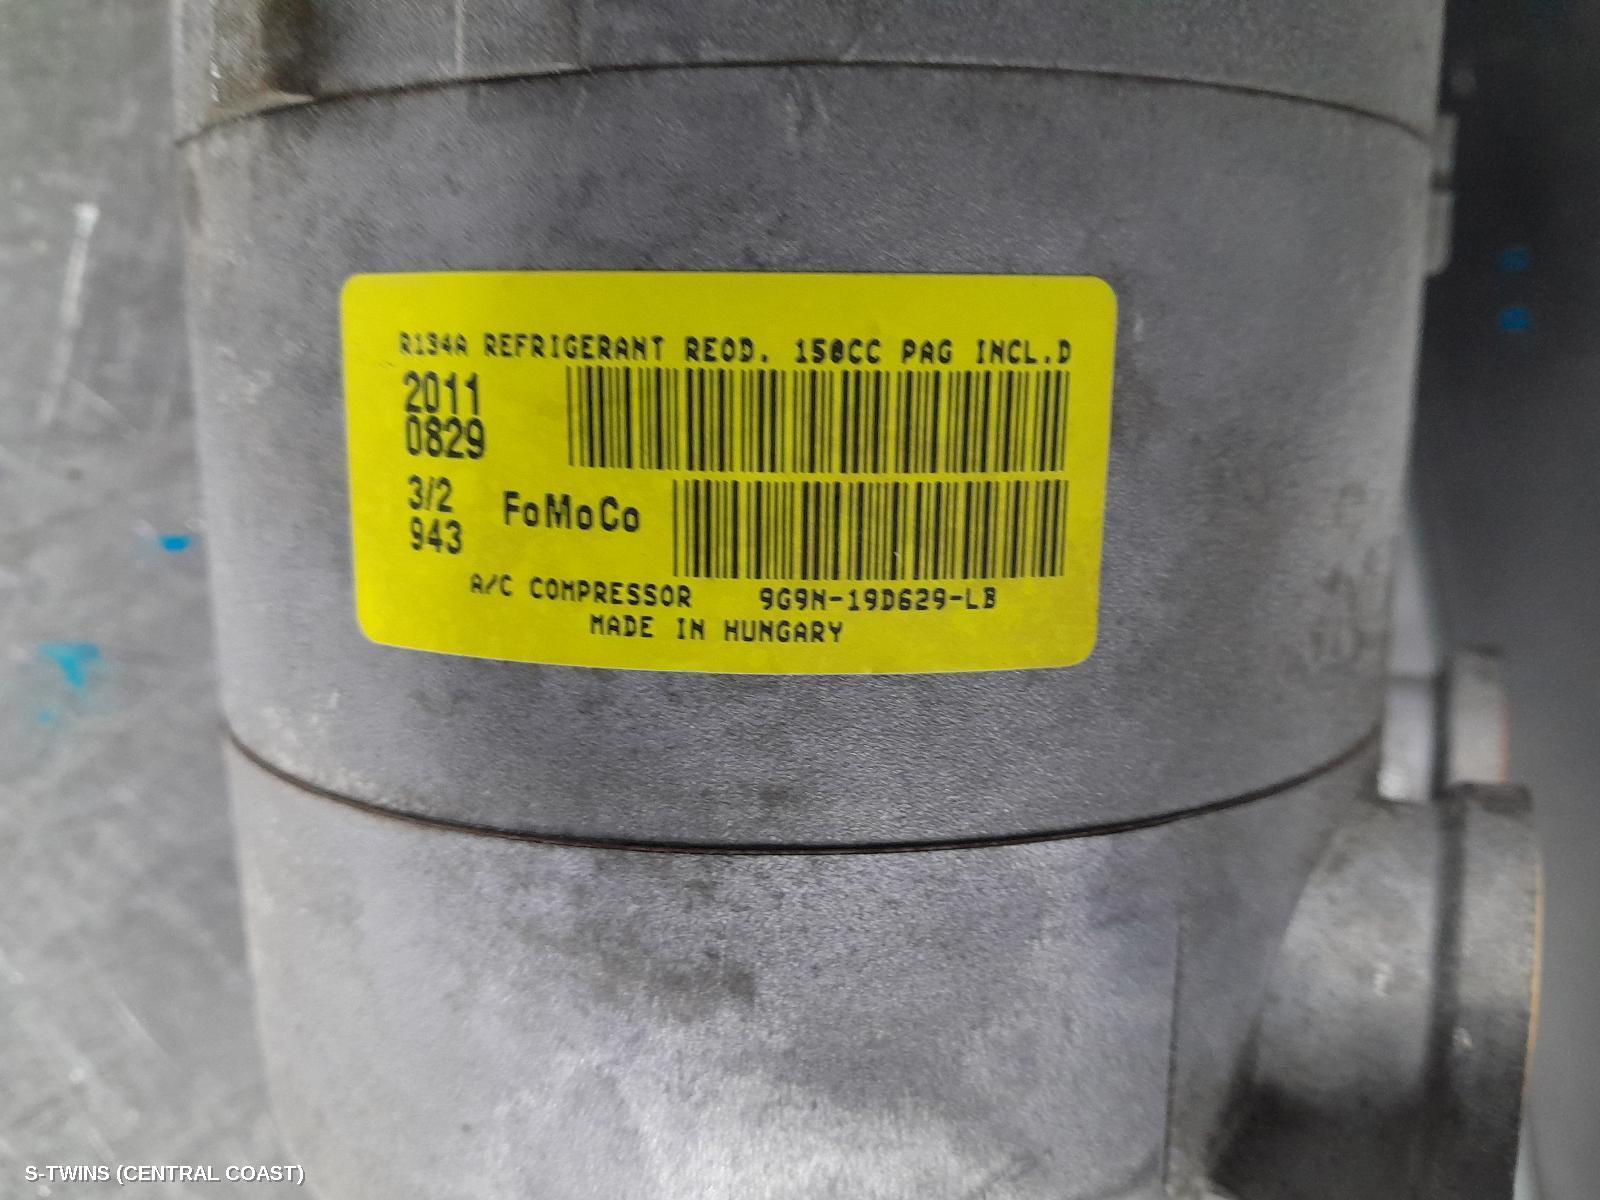 R134A REFRIGERANT REQD. 150CC PAG INCL.D
2011
0829
3/2
943
FoMoCo
A/C COMPRESSOR 9G9N-19D629-LB
MADE IN HUNGARY
S-TWINS (CENTRAL COAST)